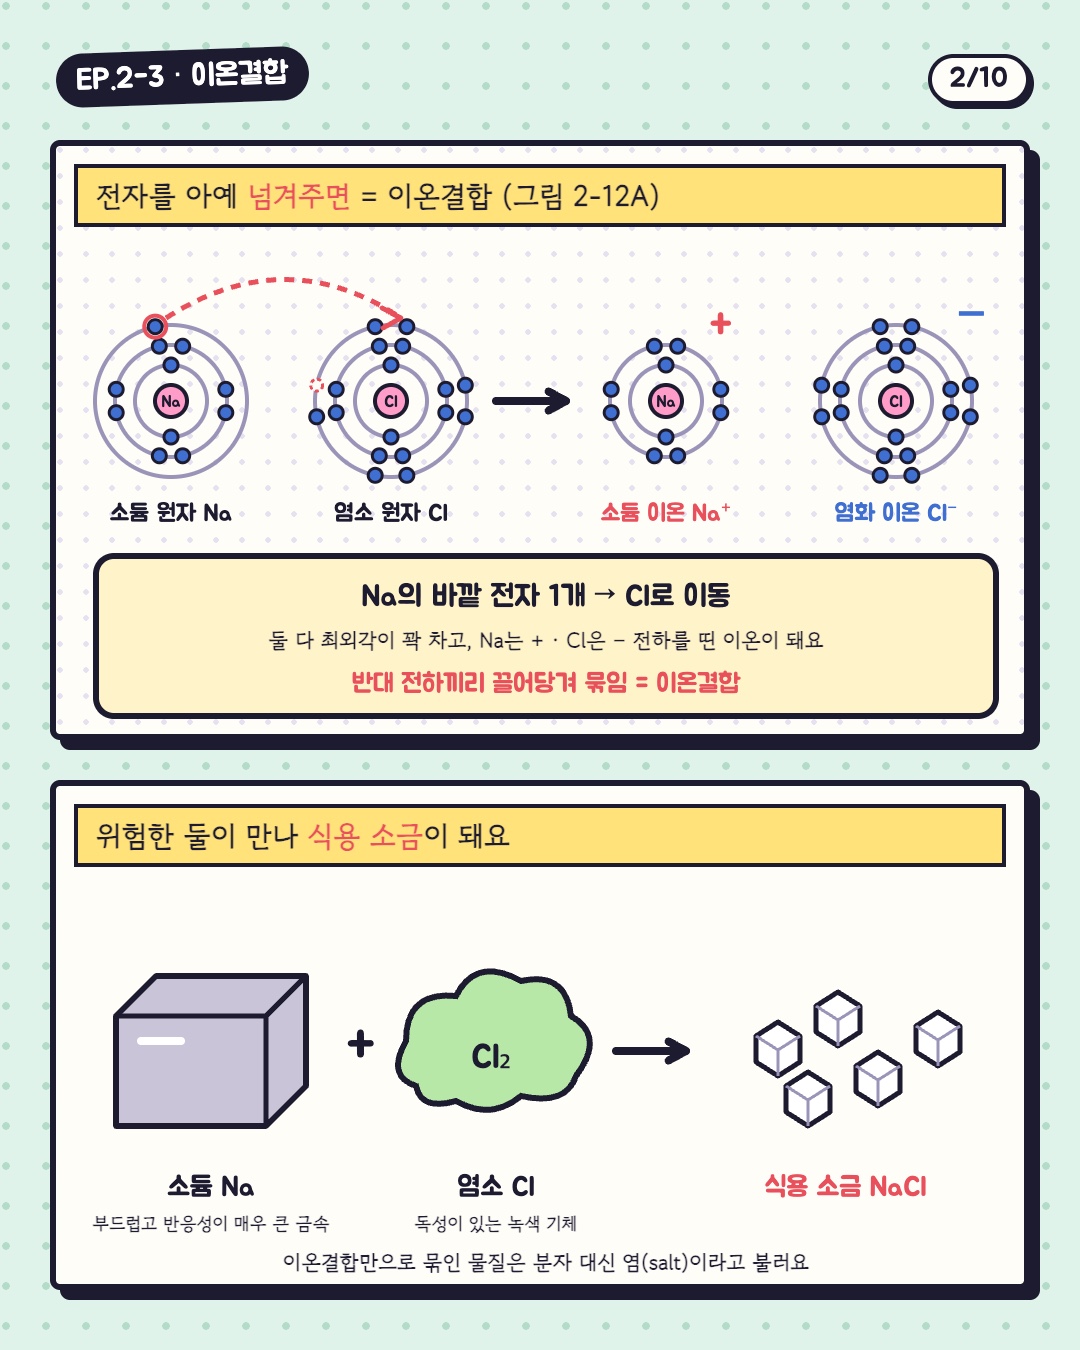 EP.2-3 · 이온결합
2/10
전자를 아예 넘겨주면 = 이온결합 (그림 2-12A)
+
−
Na
Cl
Na
Cl
소듐 원자 Na
염소 원자 Cl
소듐 이온 Na⁺
염화 이온 Cl⁻
Na의 바깥 전자 1개 → Cl로 이동
둘 다 최외각이 꽉 차고, Na는 + · Cl은 − 전하를 띤 이온이 돼요
반대 전하끼리 끌어당겨 묶임 = 이온결합
위험한 둘이 만나 식용 소금이 돼요
+
Cl₂
소듐 Na
염소 Cl
식용 소금 NaCl
부드럽고 반응성이 매우 큰 금속
독성이 있는 녹색 기체
이온결합만으로 묶인 물질은 분자 대신 염(salt)이라고 불러요